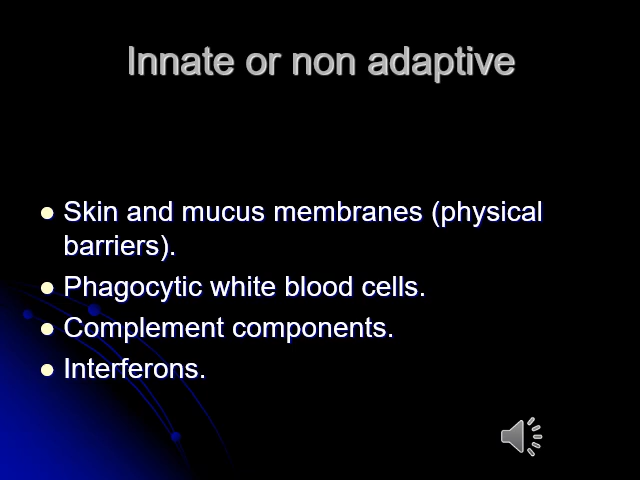 Innate or non adaptive
Skin and mucus membranes (physical
barriers).
Phagocytic white blood cells.
Complement components.
Interferons.